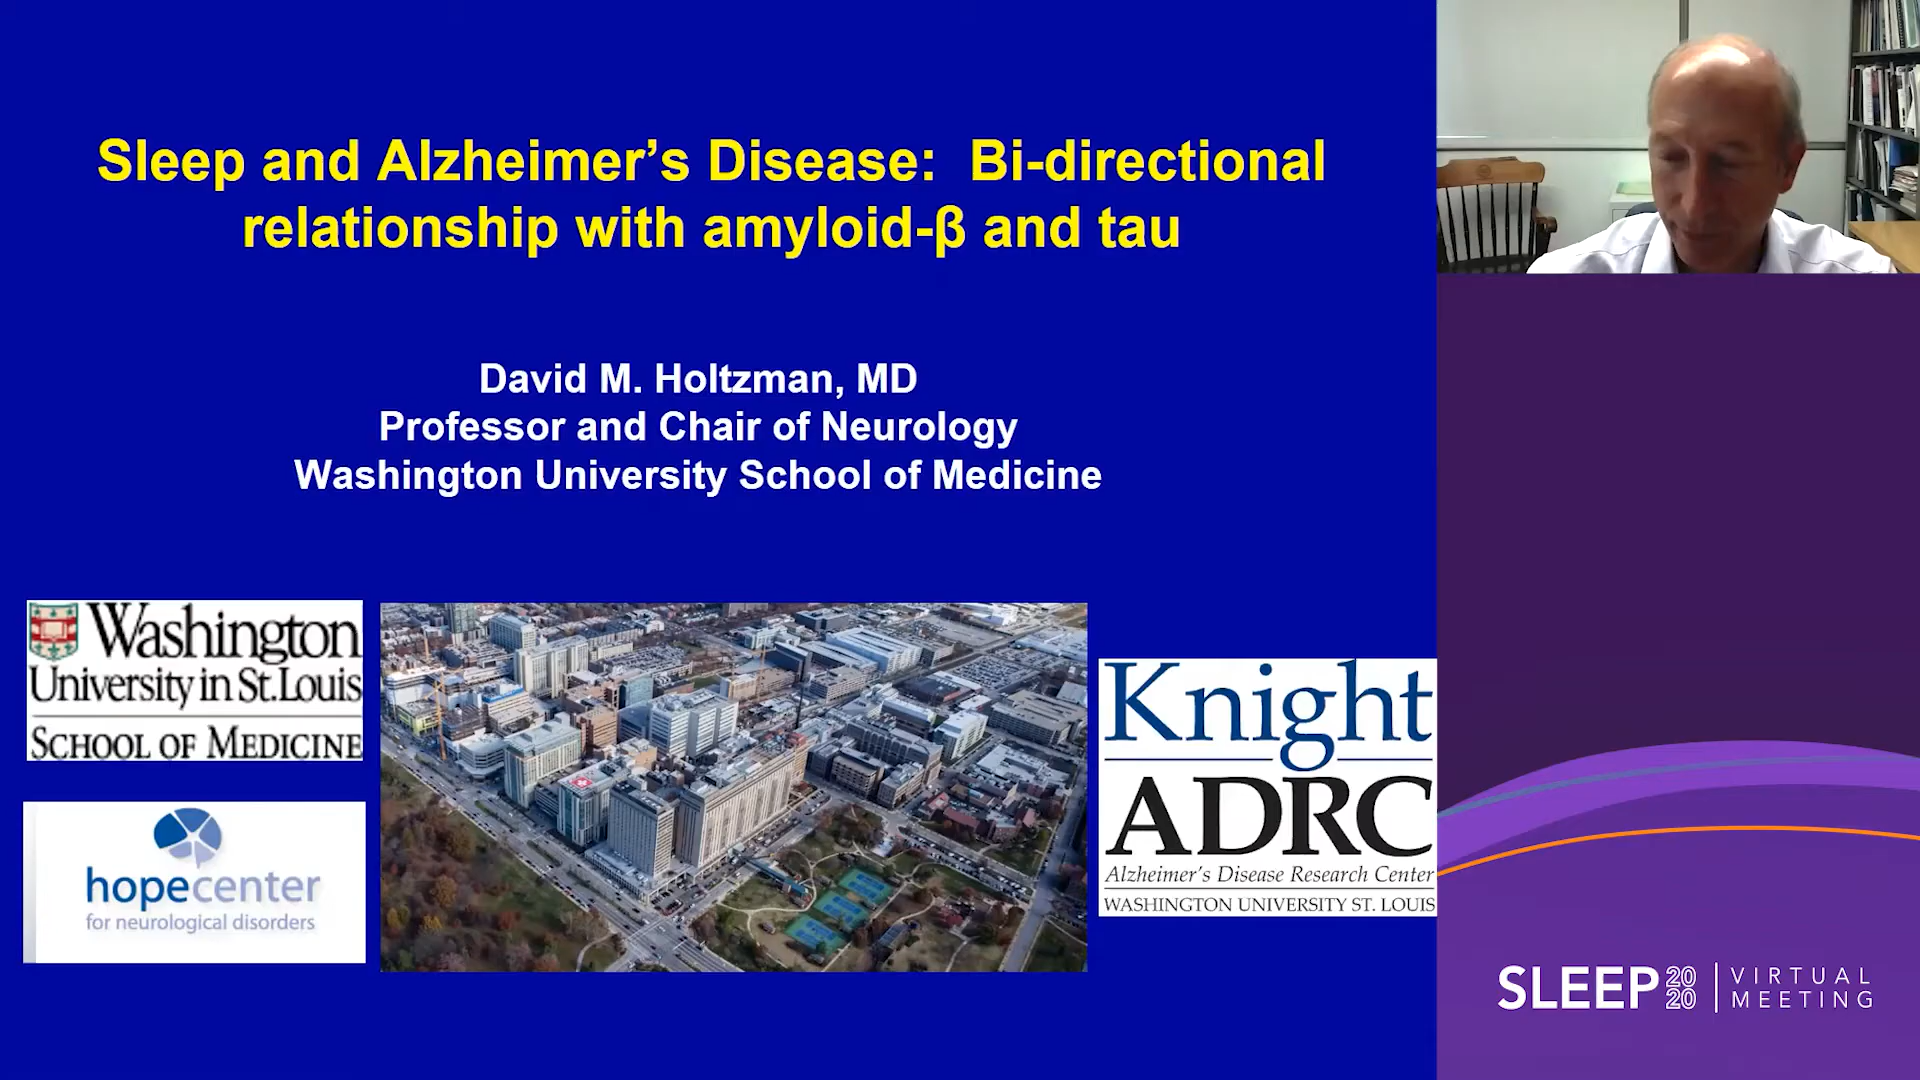 Sleep and Alzheimer's Disease:  Bi-directional
relationship with amyloid-β and tau
David M. Holtzman, MD
Professor and Chair of Neurology
Washington University School of Medicine
Washington
University in St. Louis
SCHOOL OF MEDICINE
hopecenter
for neurological disorders
Knight
ADRC
Alzheimer's Disease Research Center
WASHINGTON UNIVERSITY ST. LOUIS
SLEEP 2020 | VIRTUAL
MEETING